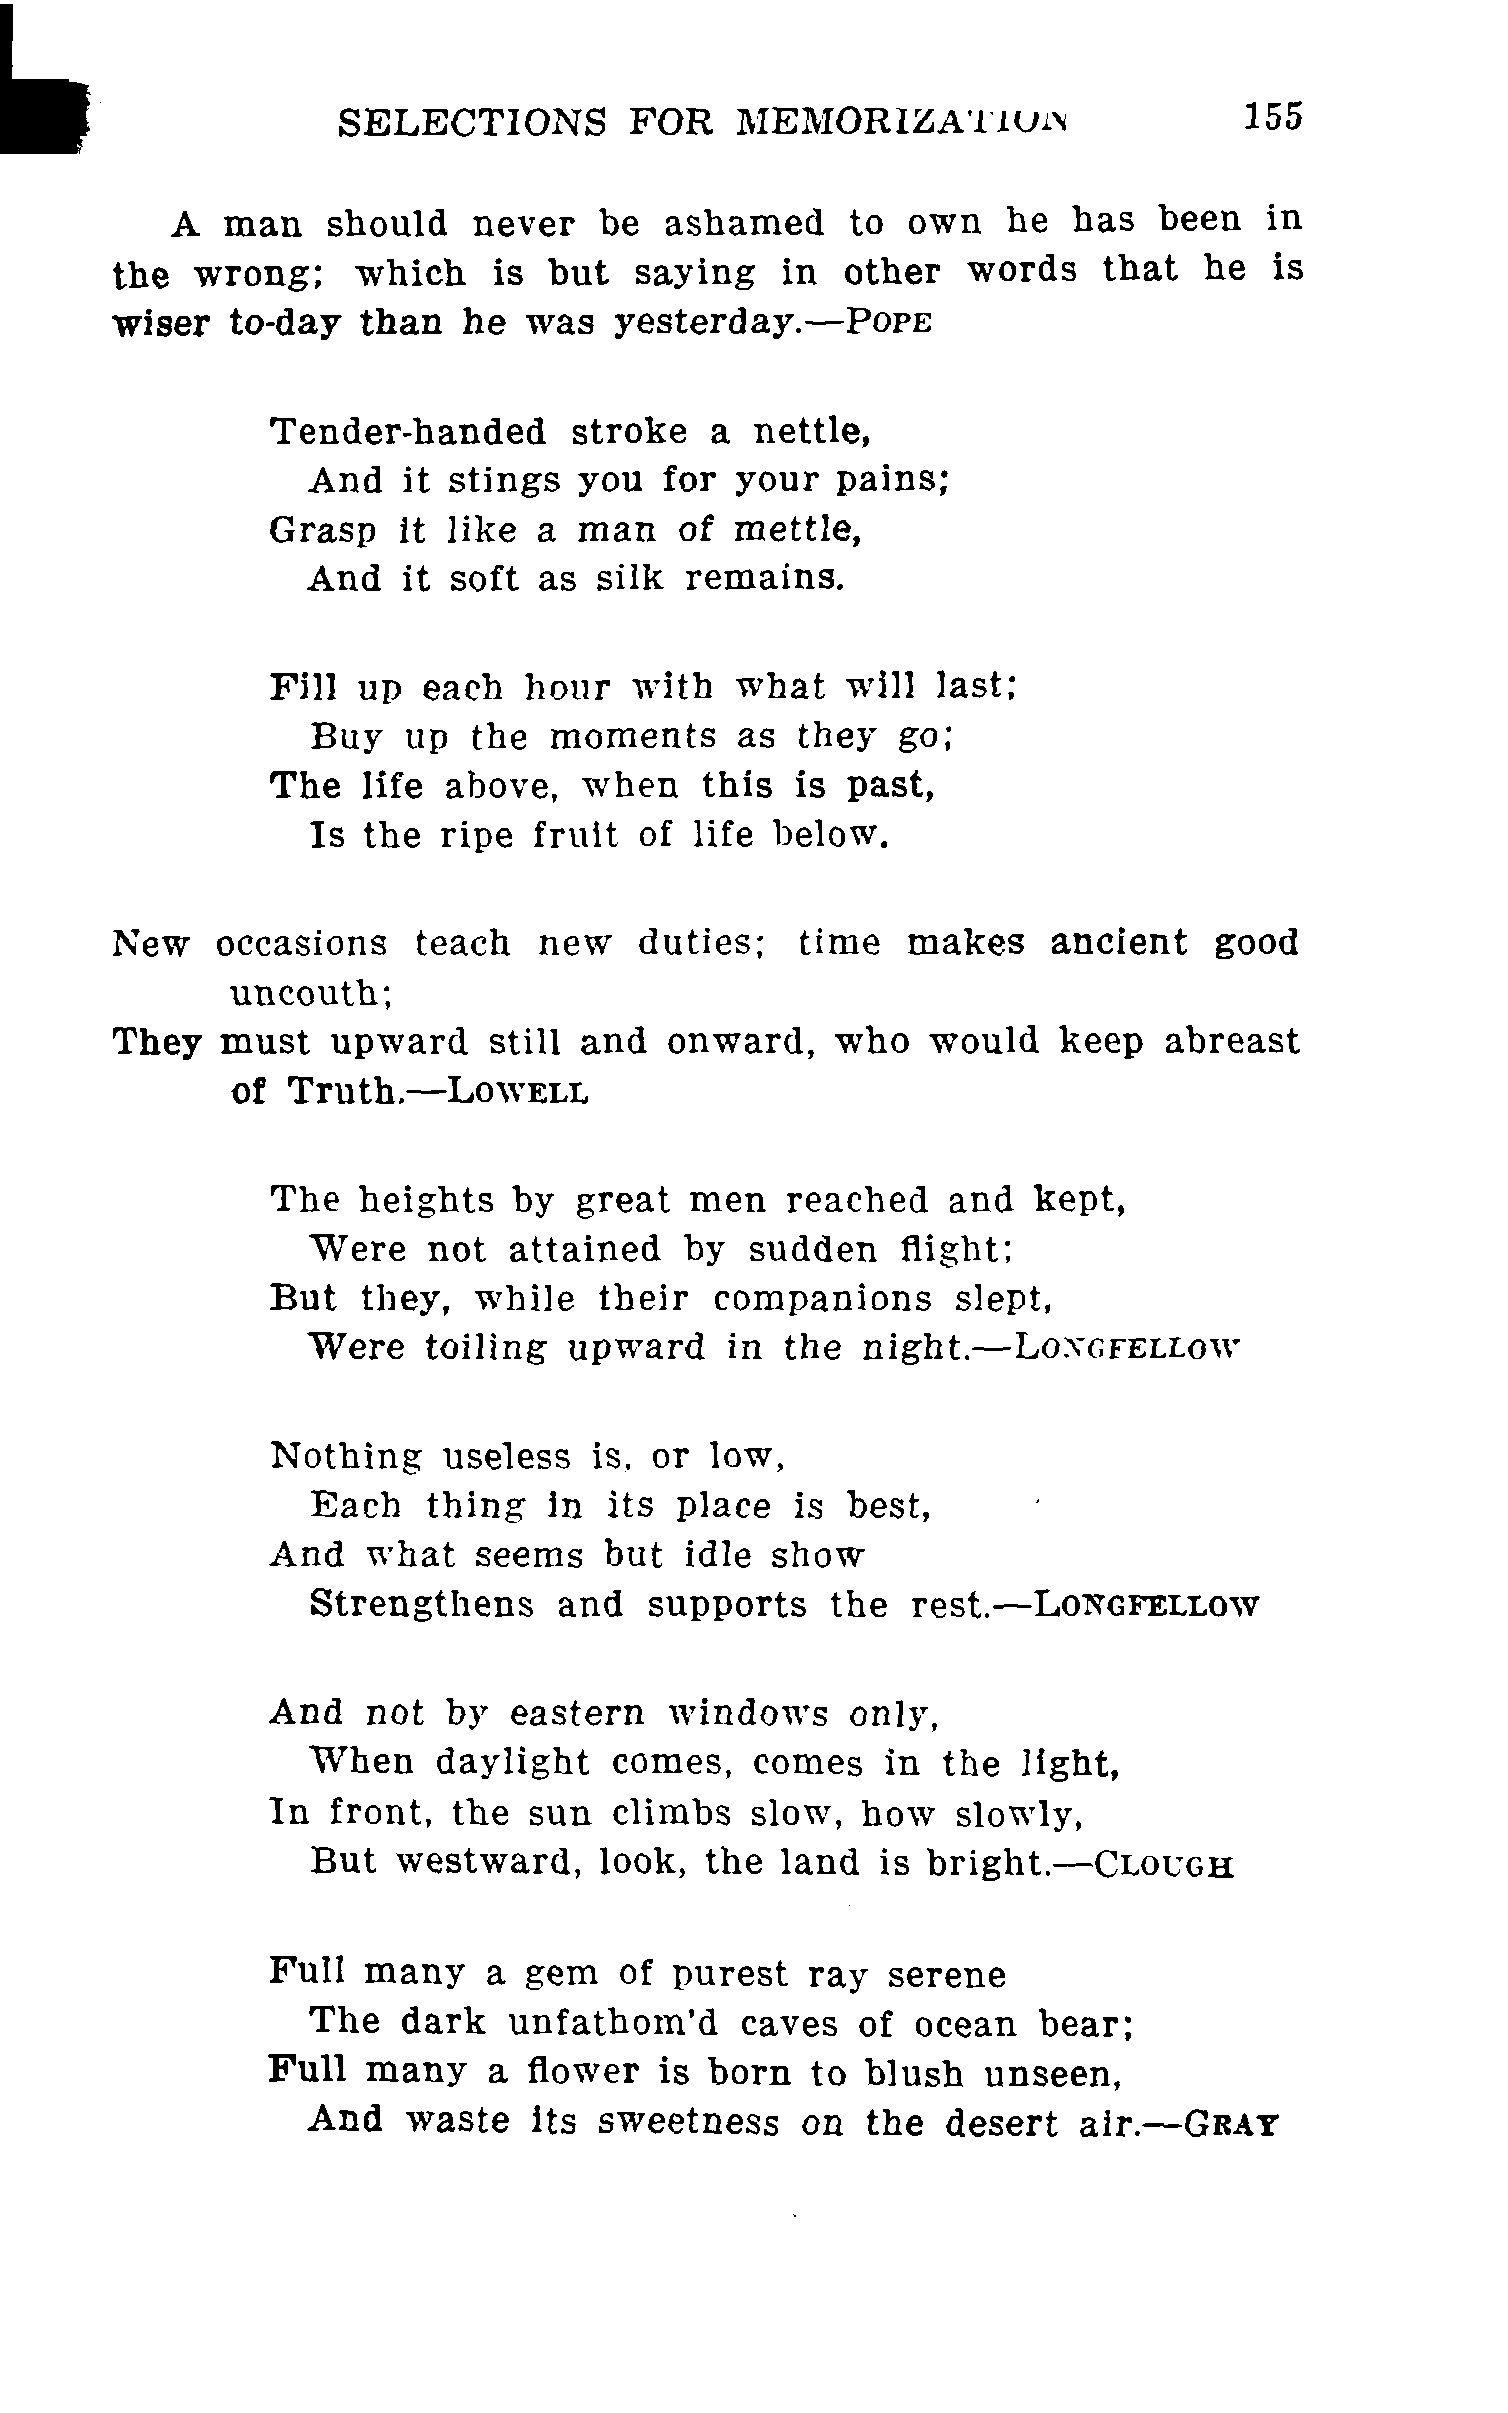 SELECTIONS FOR MEMORIZATION 155
A man should never be ashamed to own he has been in
the wrong; which is but saying in other words that he is
wiser to-day than he was yesterday.—POPE
Tender-handed stroke a nettle,
And it stings you for your pains;
Grasp it like a man of mettle,
And it soft as silk remains.
Fill up each hour with what will last;
Buy up the moments as they go;
The life above, when this is past,
Is the ripe fruit of life below.
New occasions teach new duties; time makes ancient good
uncouth;
They must upward still and onward, who would keep abreast
of Truth.—LOWELL
The heights by great men reached and kept,
Were not attained by sudden flight;
But they, while their companions slept,
Were toiling upward in the night.—LONGFELLOW
Nothing useless is, or low,
Each thing in its place is best,
And what seems but idle show
Strengthens and supports the rest.—LONGFELLOW
And not by eastern windows only,
When daylight comes, comes in the light,
In front, the sun climbs slow, how slowly,
But westward, look, the land is bright.—CLOUGH
Full many a gem of purest ray serene
The dark unfathom'd caves of ocean bear;
Full many a flower is born to blush unseen,
And waste its sweetness on the desert air.—GRAY